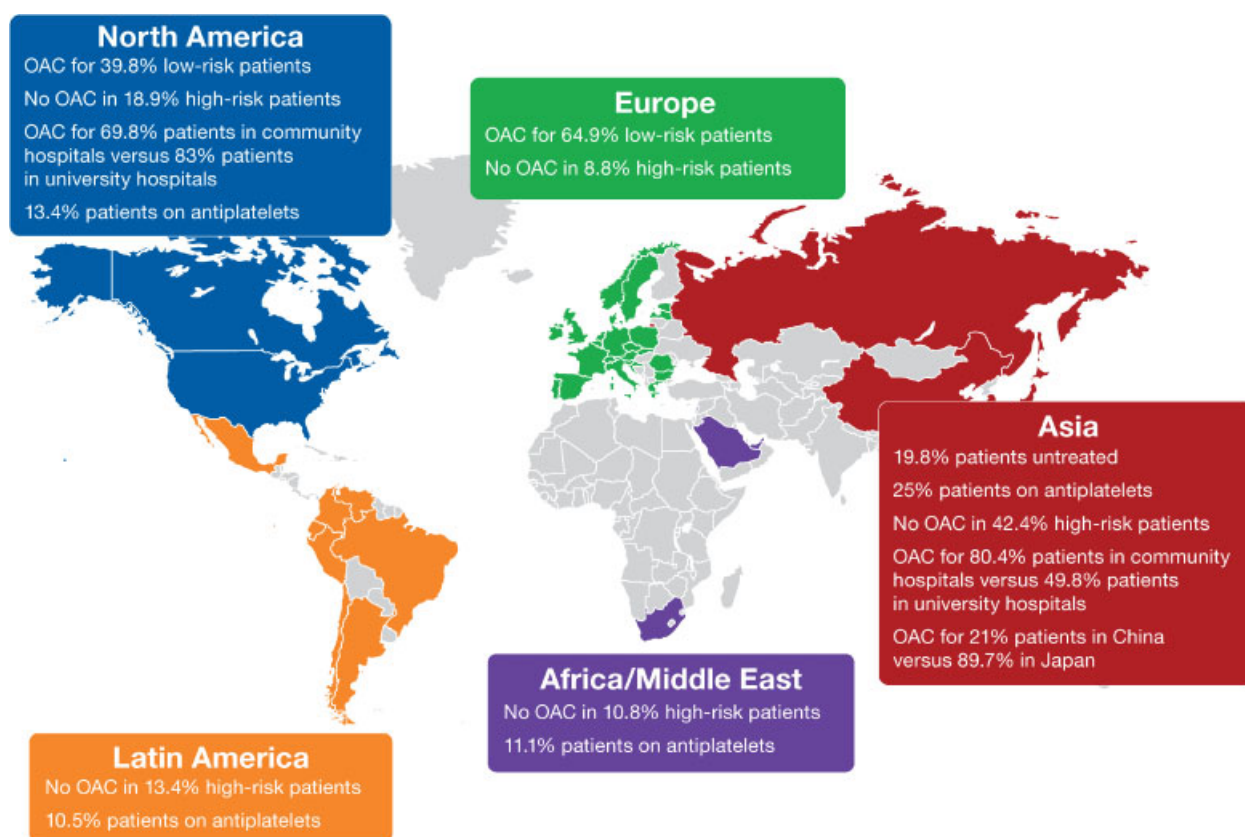 North America
OAC for 39.8% low-risk patients
No OAC in 18.9% high-risk patients
OAC for 69.8% patients in community
hospitals versus 83% patients
in university hospitals
13.4% patients on antiplatelets
Europe
OAC for 64.9% low-risk patients
No OAC in 8.8% high-risk patients
Asia
19.8% patients untreated
25% patients on antiplatelets
No OAC in 42.4% high-risk patients
OAC for 80.4% patients in community
hospitals versus 49.8% patients
in university hospitals
OAC for 21% patients in China
versus 89.7% in Japan
Africa/Middle East
No OAC in 10.8% high-risk patients
11.1% patients on antiplatelets
Latin America
No OAC in 13.4% high-risk patients
10.5% patients on antiplatelets